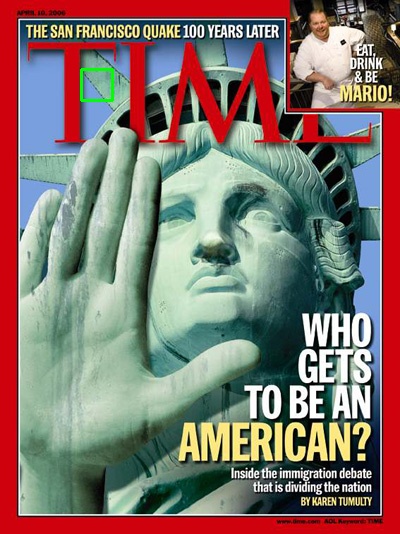 APRIL 10, 2006
THE SAN FRANCISCO QUAKE 100 YEARS LATER
TIME
EAT,
DRINK
& BE
MARIO!
WHO
GETS
TO BE AN
AMERICAN?
Inside the immigration debate
that is dividing the nation
BY KAREN TUMULTY
www.time.com AOL Keyword: TIME